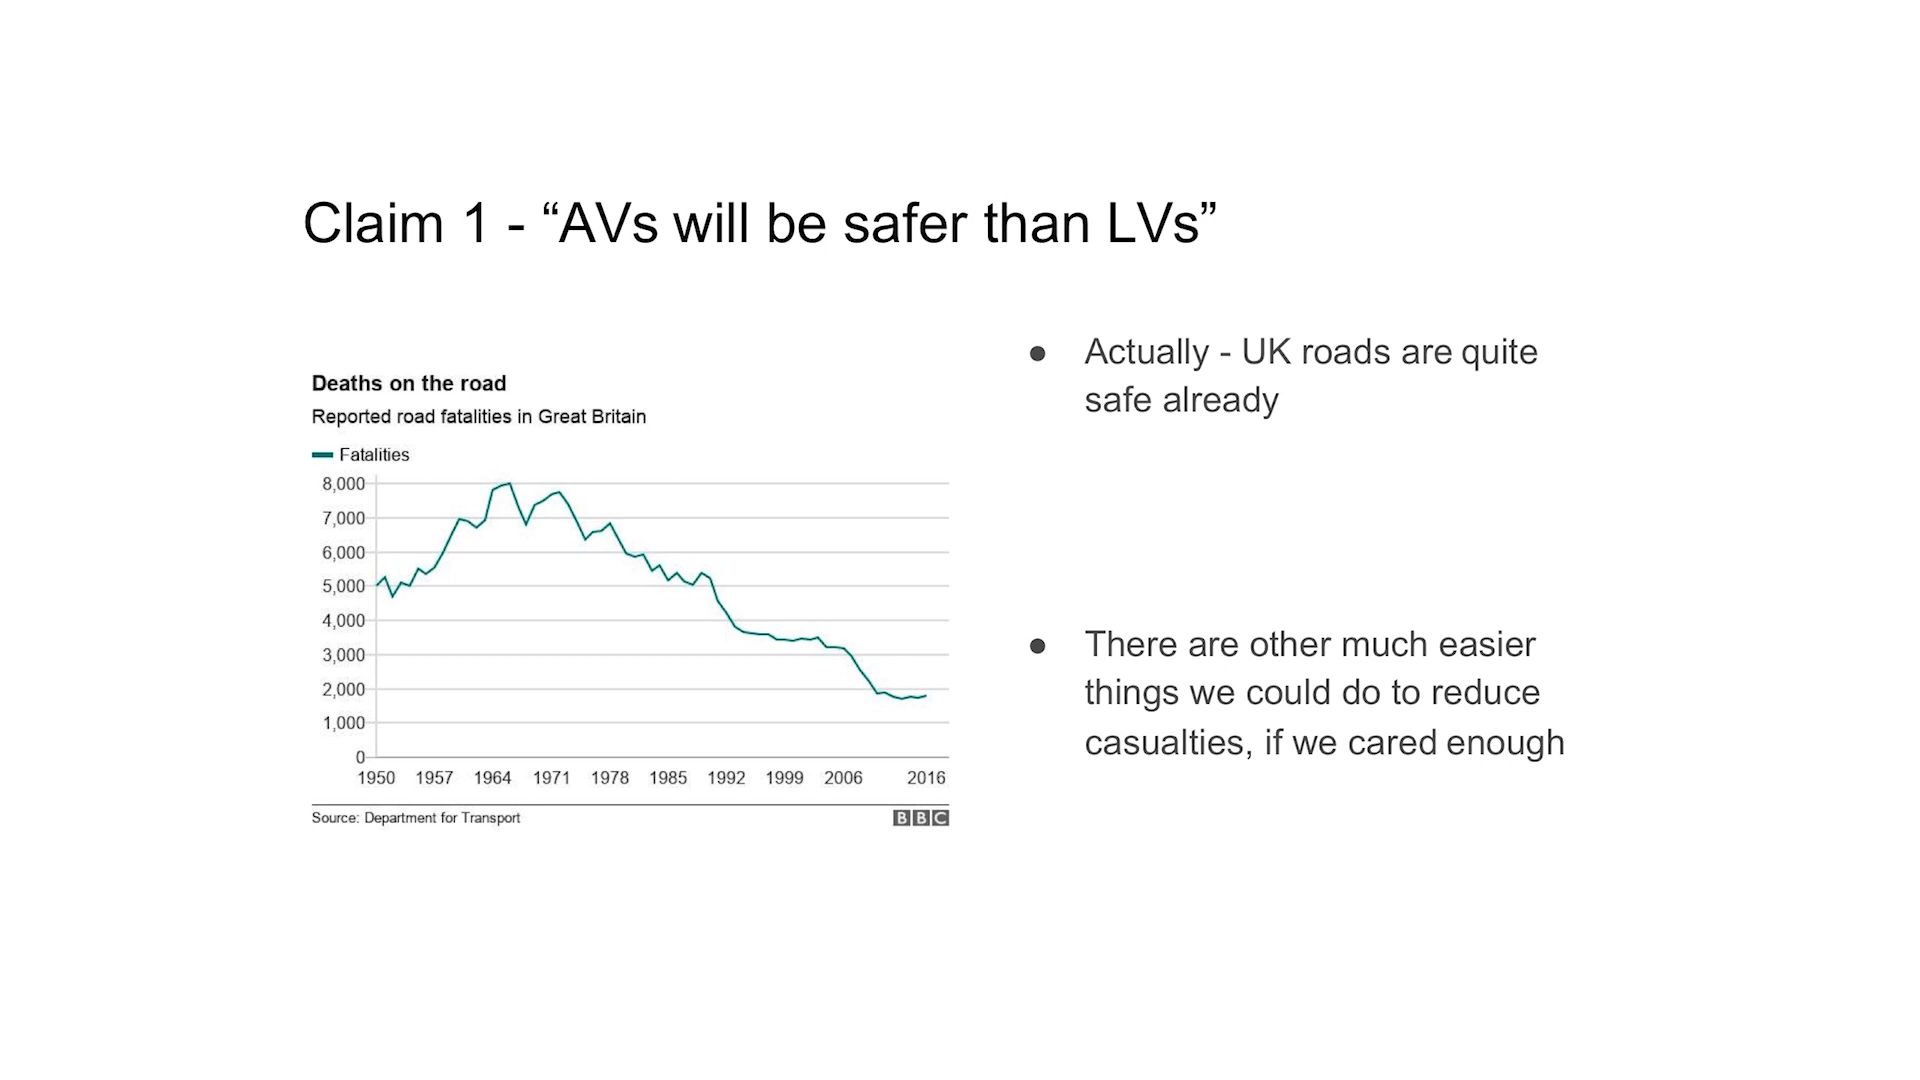 Claim 1 - “AVs will be safer than LVs”
Deaths on the road
Reported road fatalities in Great Britain
Fatalities
8,000
7,000
6,000
5,000
4,000
3,000
2,000
1,000
0
1950 1957 1964 1971 1978 1985 1992 1999 2006 2016
Source: Department for Transport
BBC
● Actually - UK roads are quite
safe already
● There are other much easier
things we could do to reduce
casualties, if we cared enough